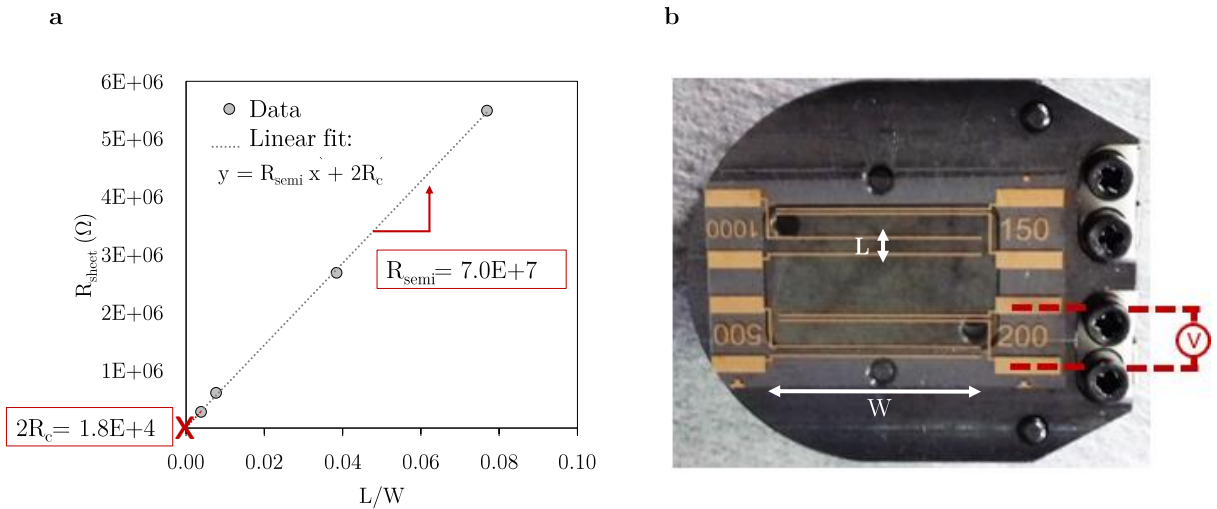 a
b
6E+06
5E+06
4E+06
3E+06
2E+06
1E+06
R_sheet (Ω)
Data
Linear fit:
y = R_semi x + 2R_c
R_semi = 7.0E+7
2R_c = 1.8E+4
X
0.00 0.02 0.04 0.06 0.08 0.10
L/W
1000
150
L
500
200
V
W